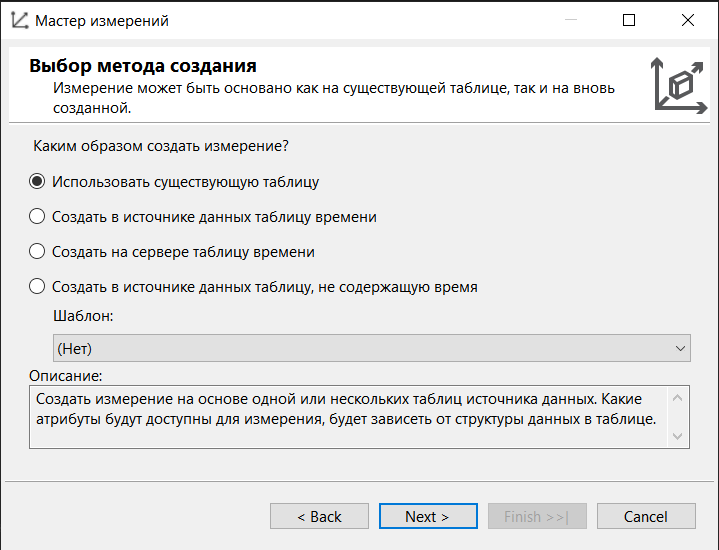 Мастер измерений
Выбор метода создания
Измерение может быть основано как на существующей таблице, так и на вновь
созданной.
Каким образом создать измерение?
Использовать существующую таблицу
Создать в источнике данных таблицу времени
Создать на сервере таблицу времени
Создать в источнике данных таблицу, не содержащую время
Шаблон:
(Нет)
Описание:
Создать измерение на основе одной или нескольких таблиц источника данных. Какие
атрибуты будут доступны для измерения, будет зависеть от структуры данных в таблице.
< Back
Next >
Finish >>|
Cancel